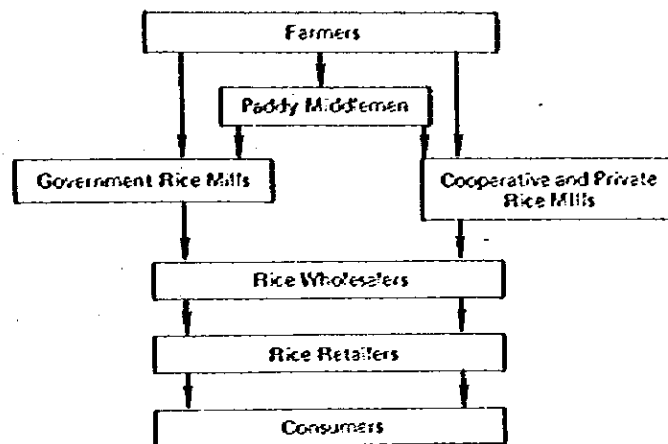 Farmers
Paddy Middlemen
Government Rice Mills
Cooperative and Private
Rice Mills
Rice Wholesalers
Rice Retailers
Consumers